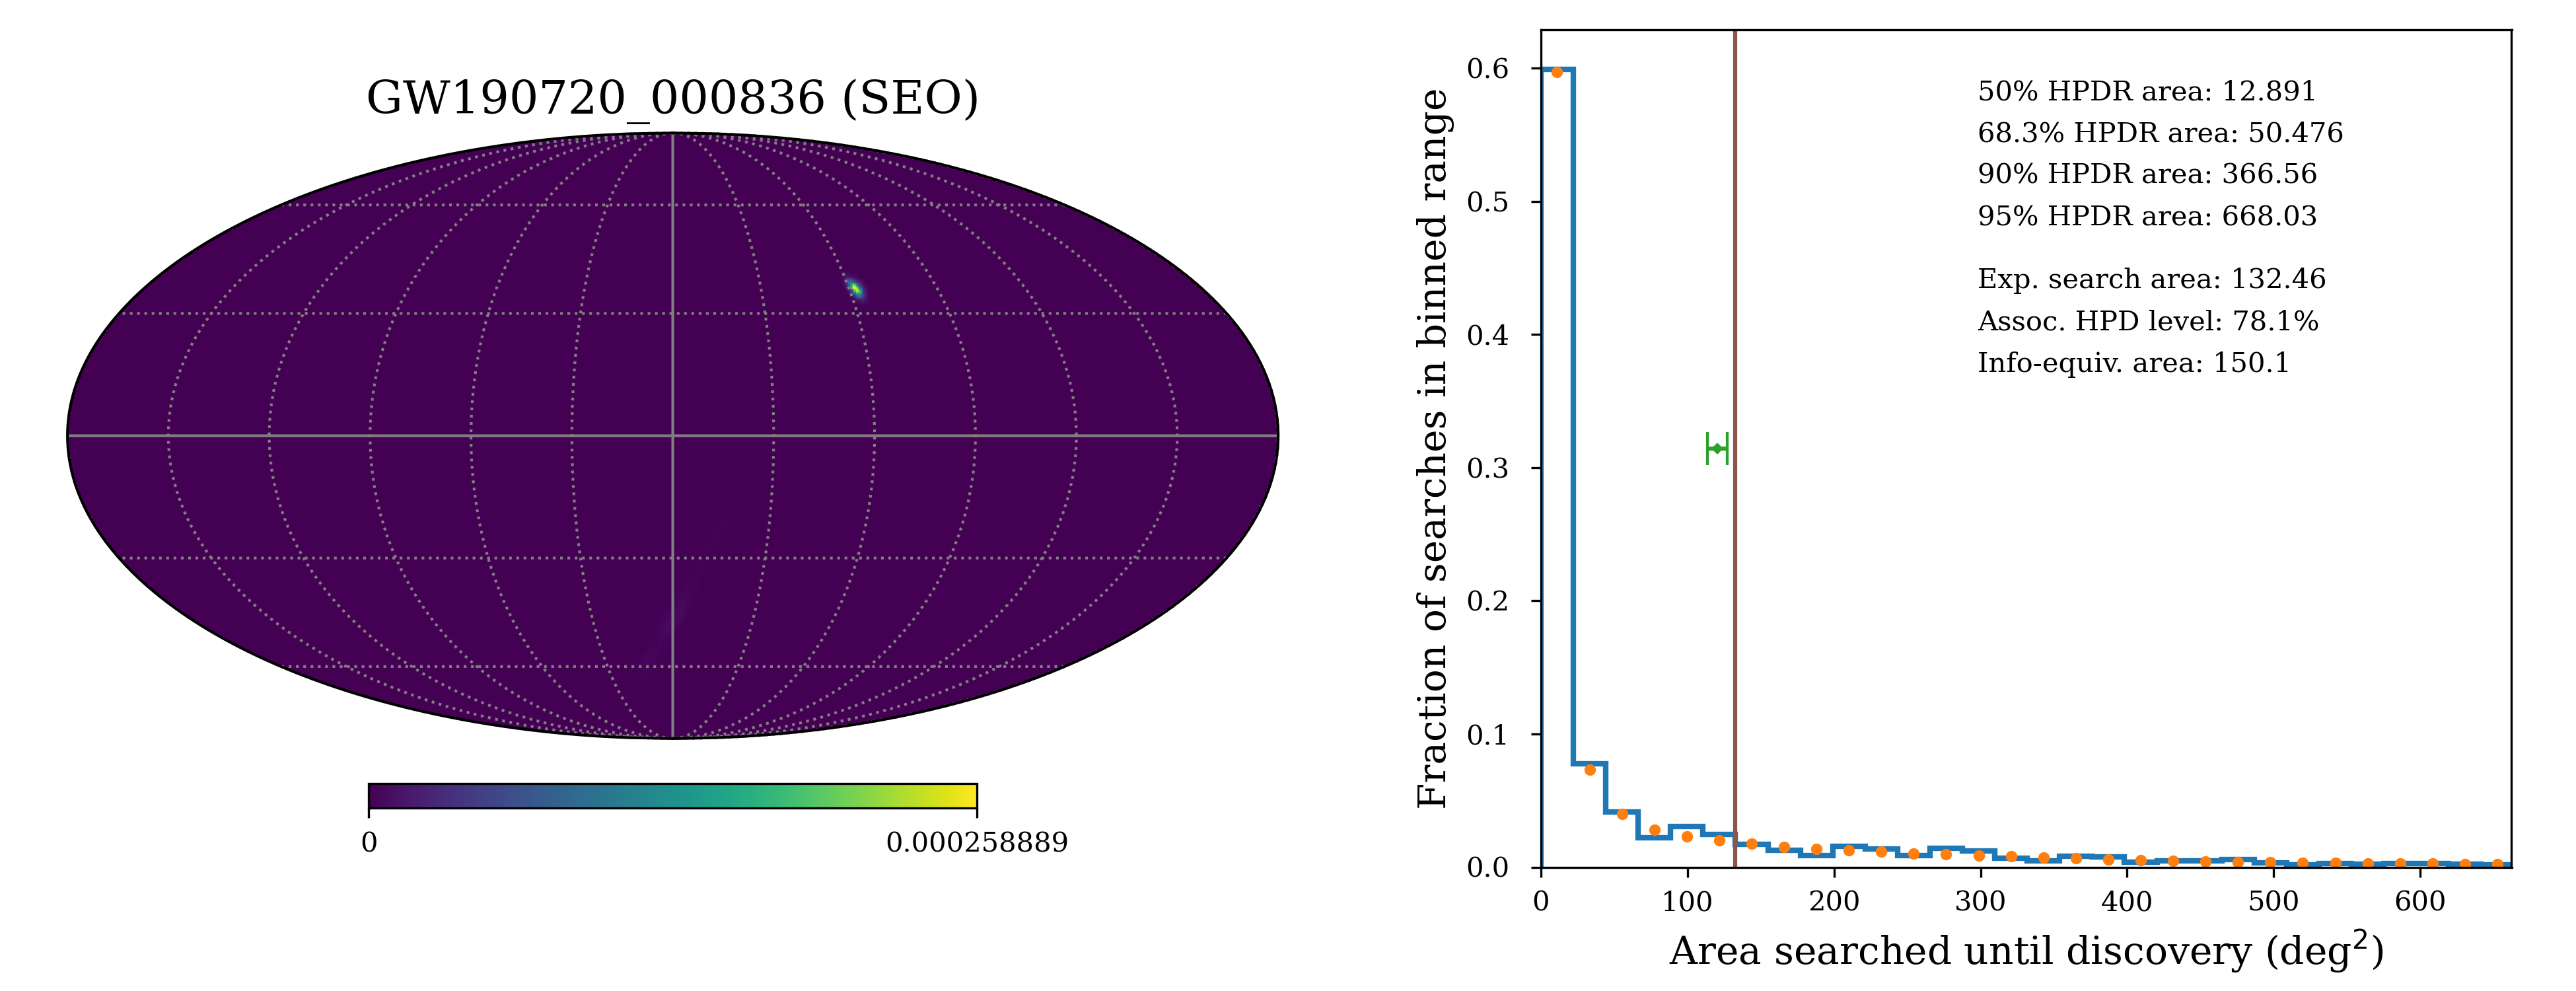 GW190720_000836 (SEO)
0
0.000258889
Fraction of searches in binned range
0.6
0.5
0.4
0.3
0.2
0.1
0.0
50% HPDR area: 12.891
68.3% HPDR area: 50.476
90% HPDR area: 366.56
95% HPDR area: 668.03
Exp. search area: 132.46
Assoc. HPD level: 78.1%
Info-equiv. area: 150.1
0 100 200 300 400 500 600
Area searched until discovery (deg²)